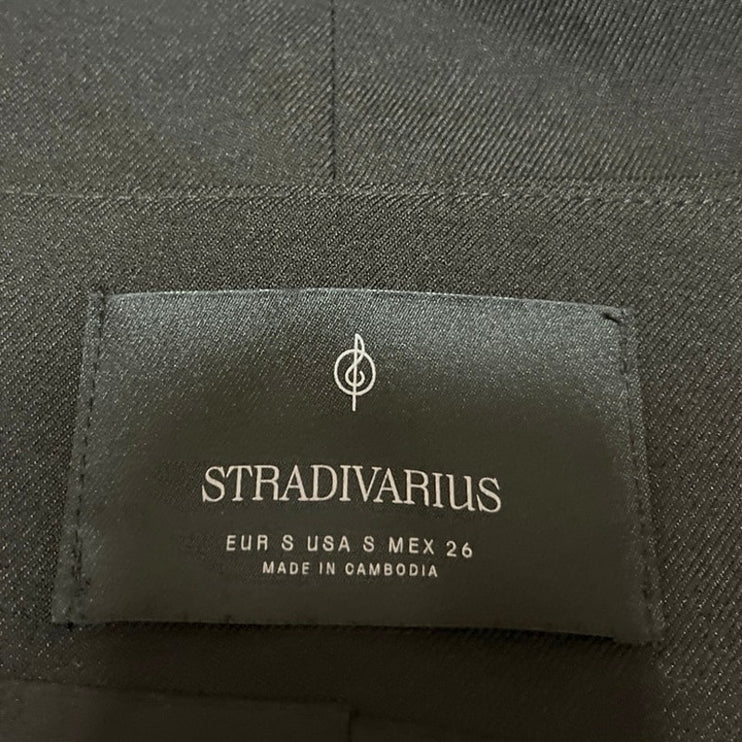 STRADIVARIUS
EUR S USA S MEX 26
MADE IN CAMBODIA